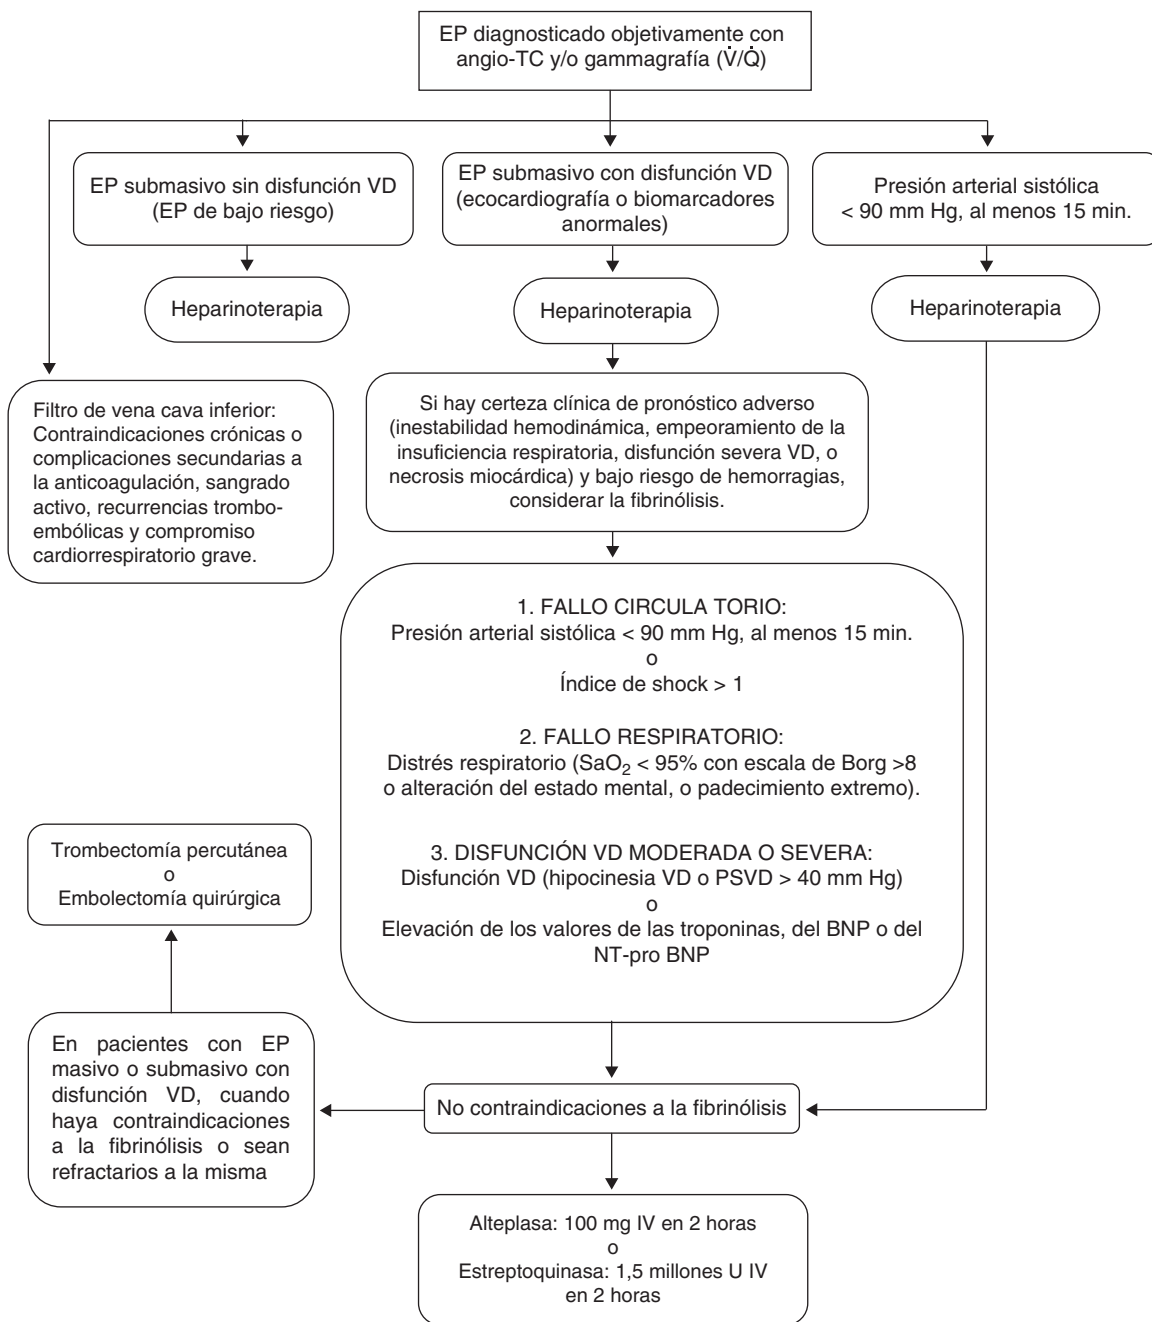 EP diagnosticado objetivamente con
angio-TC y/o gammagrafía (V̇/Q̇)
EP submasivo sin disfunción VD
(EP de bajo riesgo)
EP submasivo con disfunción VD
(ecocardiografía o biomarcadores
anormales)
Presión arterial sistólica
< 90 mm Hg, al menos 15 min.
Heparinoterapia
Heparinoterapia
Heparinoterapia
Filtro de vena cava inferior:
Contraindicaciones crónicas o
complicaciones secundarias a
la anticoagulación, sangrado
activo, recurrencias trombo-
embólicas y compromiso
cardiorrespiratorio grave.
Si hay certeza clínica de pronóstico adverso
(inestabilidad hemodinámica, empeoramiento de la
insuficiencia respiratoria, disfunción severa VD, o
necrosis miocárdica) y bajo riesgo de hemorragias,
considerar la fibrinólisis.
1. FALLO CIRCULA TORIO:
Presión arterial sistólica < 90 mm Hg, al menos 15 min.
o
Índice de shock > 1
2. FALLO RESPIRATORIO:
Distrés respiratorio (SaO₂ < 95% con escala de Borg >8
o alteración del estado mental, o padecimiento extremo).
3. DISFUNCIÓN VD MODERADA O SEVERA:
Disfunción VD (hipocinesia VD o PSVD > 40 mm Hg)
o
Elevación de los valores de las troponinas, del BNP o del
NT-pro BNP
Trombectomía percutánea
o
Embolectomía quirúrgica
En pacientes con EP
masivo o submasivo con
disfunción VD, cuando
haya contraindicaciones
a la fibrinólisis o sean
refractarios a la misma
No contraindicaciones a la fibrinólisis
Alteplasa: 100 mg IV en 2 horas
o
Estreptoquinasa: 1,5 millones U IV
en 2 horas